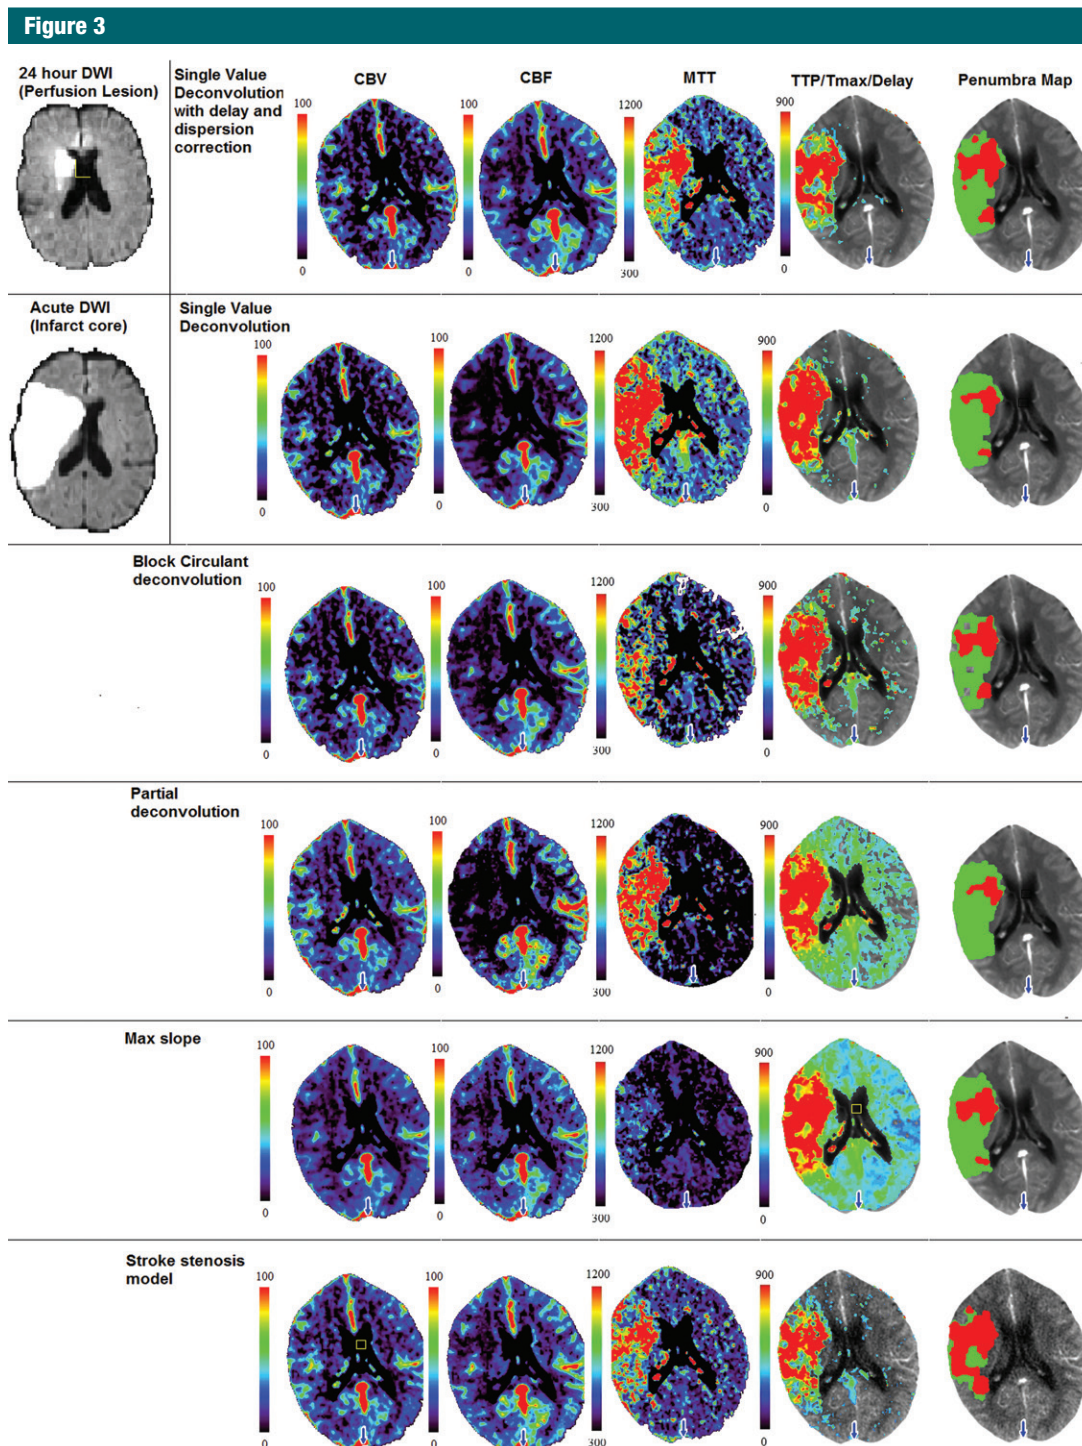 Figure 3
24 hour DWI
(Perfusion Lesion)
Single Value
Deconvolution
with delay and
dispersion
correction
CBV
CBF
MTT
TTP/Tmax/Delay
Penumbra Map
100
0
100
0
1200
300
900
0
Acute DWI
(Infarct core)
Single Value
Deconvolution
100
0
100
0
1200
300
900
0
Block Circulant
deconvolution
100
0
100
0
1200
300
900
0
Partial
deconvolution
100
0
100
0
1200
300
900
0
Max slope
100
0
100
0
1200
300
900
0
Stroke stenosis
model
100
0
100
0
1200
300
900
0